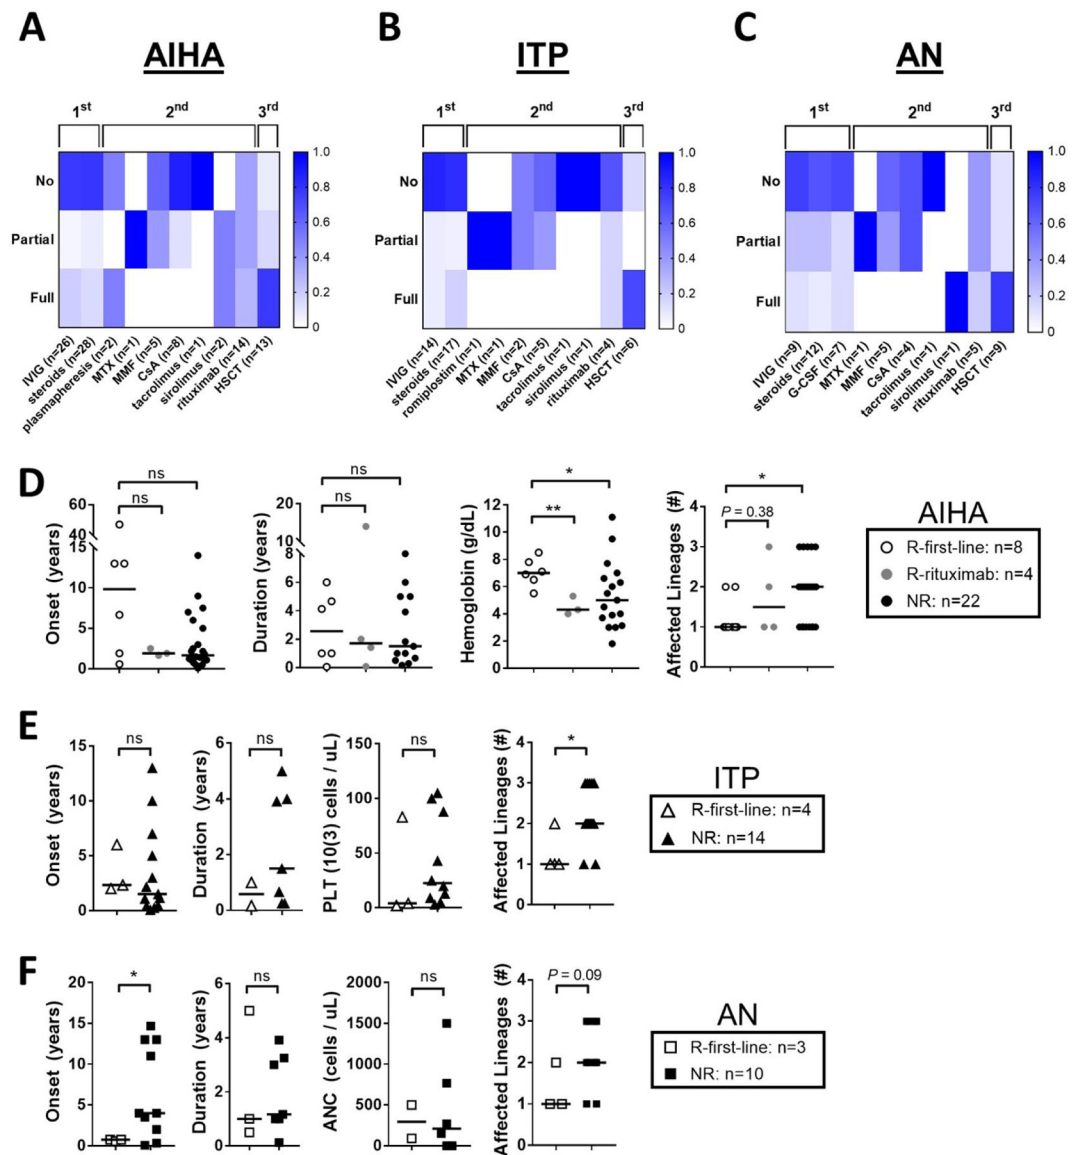 A
AIHA
1st 2nd 3rd
No
Partial
Full
1.0
0.8
0.6
0.4
0.2
0
IVIG (n=26)
steroids (n=28)
plasmapheresis (n=2)
MTX (n=1)
MMF (n=5)
CsA (n=8)
tacrolimus (n=1)
sirolimus (n=2)
rituximab (n=14)
HSCT (n=13)
B
ITP
1st 2nd 3rd
No
Partial
Full
1.0
0.8
0.6
0.4
0.2
0
IVIG (n=14)
steroids (n=17)
romiplostim (n=1)
MTX (n=1)
MMF (n=2)
CsA (n=5)
tacrolimus (n=1)
sirolimus (n=1)
rituximab (n=4)
HSCT (n=6)
C
AN
1st 2nd 3rd
No
Partial
Full
1.0
0.8
0.6
0.4
0.2
0
IVIG (n=9)
steroids (n=12)
G-CSF (n=7)
MTX (n=1)
MMF (n=5)
CsA (n=4)
tacrolimus (n=1)
sirolimus (n=1)
rituximab (n=5)
HSCT (n=9)
D
Onset (years)
60
40
15
10
5
0
ns
ns
Duration (years)
20
10
8
6
4
2
0
ns
ns
Hemoglobin (g/dL)
12
10
8
6
4
2
0
*
**
Affected Lineages (#)
4
3
2
1
0
*
P = 0.38
AIHA
R-first-line: n=8
R-rituximab: n=4
NR: n=22
E
Onset (years)
15
10
5
0
ns
Duration (years)
6
4
2
0
ns
PLT (10(3) cells / uL)
150
100
50
0
ns
Affected Lineages (#)
4
3
2
1
0
*
ITP
R-first-line: n=4
NR: n=14
F
Onset (years)
20
15
10
5
0
*
Duration (years)
6
4
2
0
ns
ANC (cells / uL)
2000
1500
1000
500
0
ns
Affected Lineages (#)
4
3
2
1
0
P = 0.09
AN
R-first-line: n=3
NR: n=10